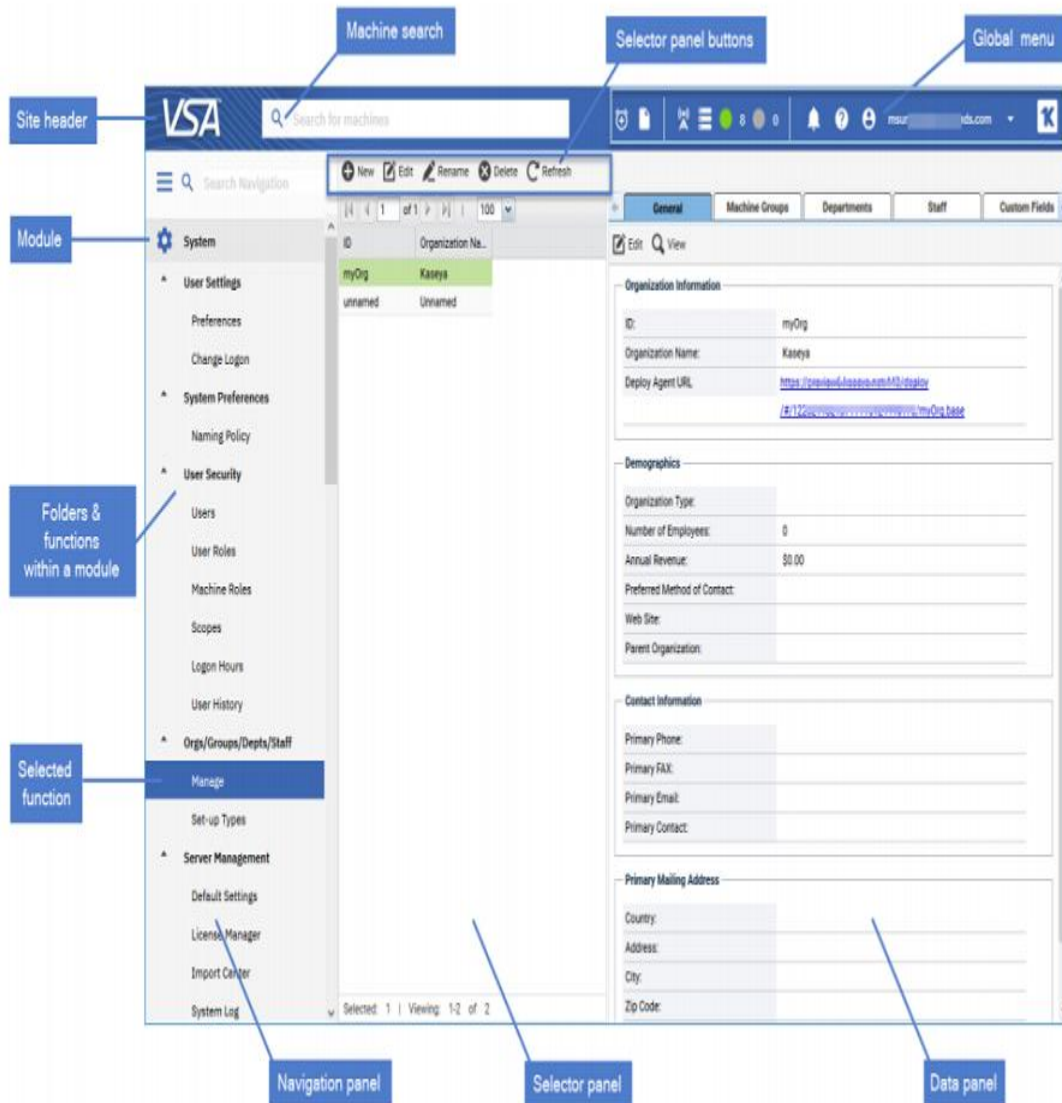 Machine search
Selector panel buttons
Global menu
Site header
VSA
Search for machines
8
0
msur
ds.com
K
New Edit Rename Delete Refresh
Search Navigation
1 of 1 100
General Machine Groups Departments Staff Custom Fields
Module
System
ID Organization Na...
Edit View
myOrg Kaseya
unnamed Unnamed
User Settings
Preferences
Change Logon
System Preferences
Naming Policy
User Security
Users
User Roles
Machine Roles
Scopes
Logon Hours
User History
Orgs/Groups/Depts/Staff
Manage
Set-up Types
Server Management
Default Settings
License Manager
Import Center
System Log
Folders &
functions
within a module
Selected
function
Selected: 1 | Viewing: 1-2 of 2
Organization Information
ID: myOrg
Organization Name: Kaseya
Deploy Agent URL
/myOrg.base
Demographics
Organization Type:
Number of Employees: 0
Annual Revenue: $0.00
Preferred Method of Contact:
Web Site:
Parent Organization:
Contact Information
Primary Phone:
Primary FAX:
Primary Email:
Primary Contact:
Primary Mailing Address
Country:
Address:
City:
Zip Code:
Navigation panel
Selector panel
Data panel